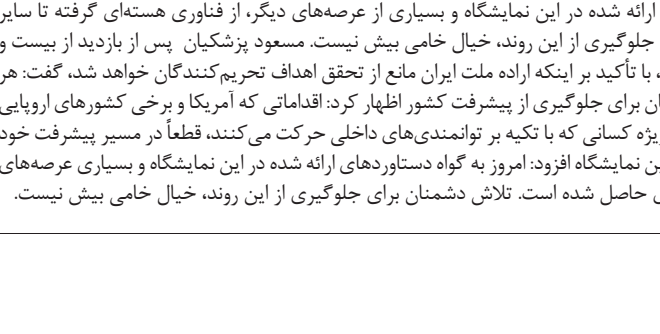 ارائه شده در این نمایشگاه و بسیاری از عرصه‌های دیگر، از فناوری هسته‌ای گرفته تا سایر
جلوگیری از این روند، خیال خامی بیش نیست. مسعود پزشکیان پس از بازدید از بیست و
، با تأکید بر اینکه اراده ملت ایران مانع از تحقق اهداف تحریم‌کنندگان خواهد شد، گفت: هر
ان برای جلوگیری از پیشرفت کشور اظهار کرد: اقداماتی که آمریکا و برخی کشورهای اروپایی
یژه کسانی که با تکیه بر توانمندی‌های داخلی حرکت می‌کنند، قطعاً در مسیر پیشرفت خود
ین نمایشگاه افزود: امروز به گواه دستاوردهای ارائه شده در این نمایشگاه و بسیاری عرصه‌های
حاصل شده است. تلاش دشمنان برای جلوگیری از این روند، خیال خامی بیش نیست.